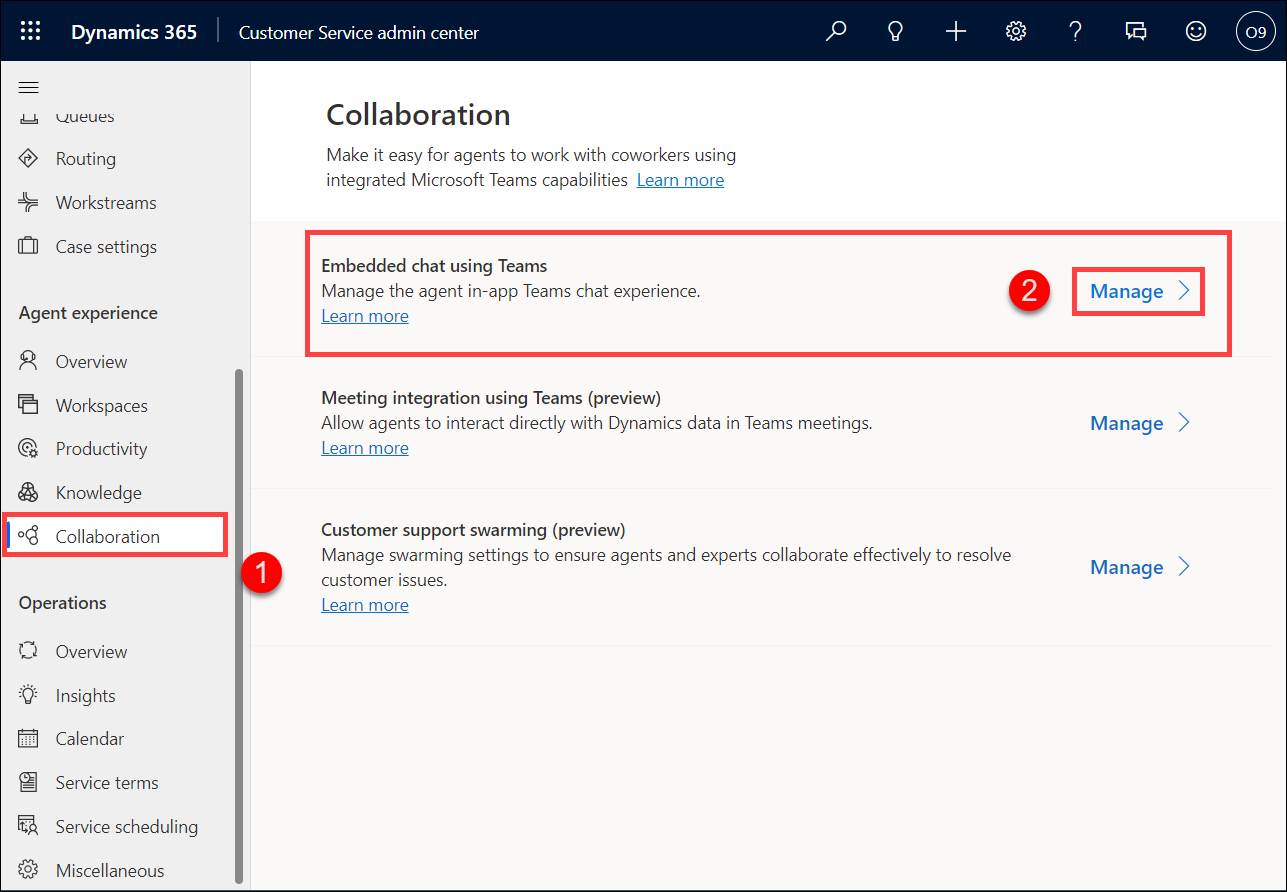 Dynamics 365
Customer Service admin center
O9
Queues
Routing
Workstreams
Case settings
Agent experience
Overview
Workspaces
Productivity
Knowledge
Collaboration
1
Operations
Overview
Insights
Calendar
Service terms
Service scheduling
Miscellaneous
Collaboration
Make it easy for agents to work with coworkers using
integrated Microsoft Teams capabilities Learn more
Embedded chat using Teams
Manage the agent in-app Teams chat experience.
Learn more
2
Manage
Meeting integration using Teams (preview)
Allow agents to interact directly with Dynamics data in Teams meetings.
Learn more
Manage
Customer support swarming (preview)
Manage swarming settings to ensure agents and experts collaborate effectively to resolve
customer issues.
Learn more
Manage